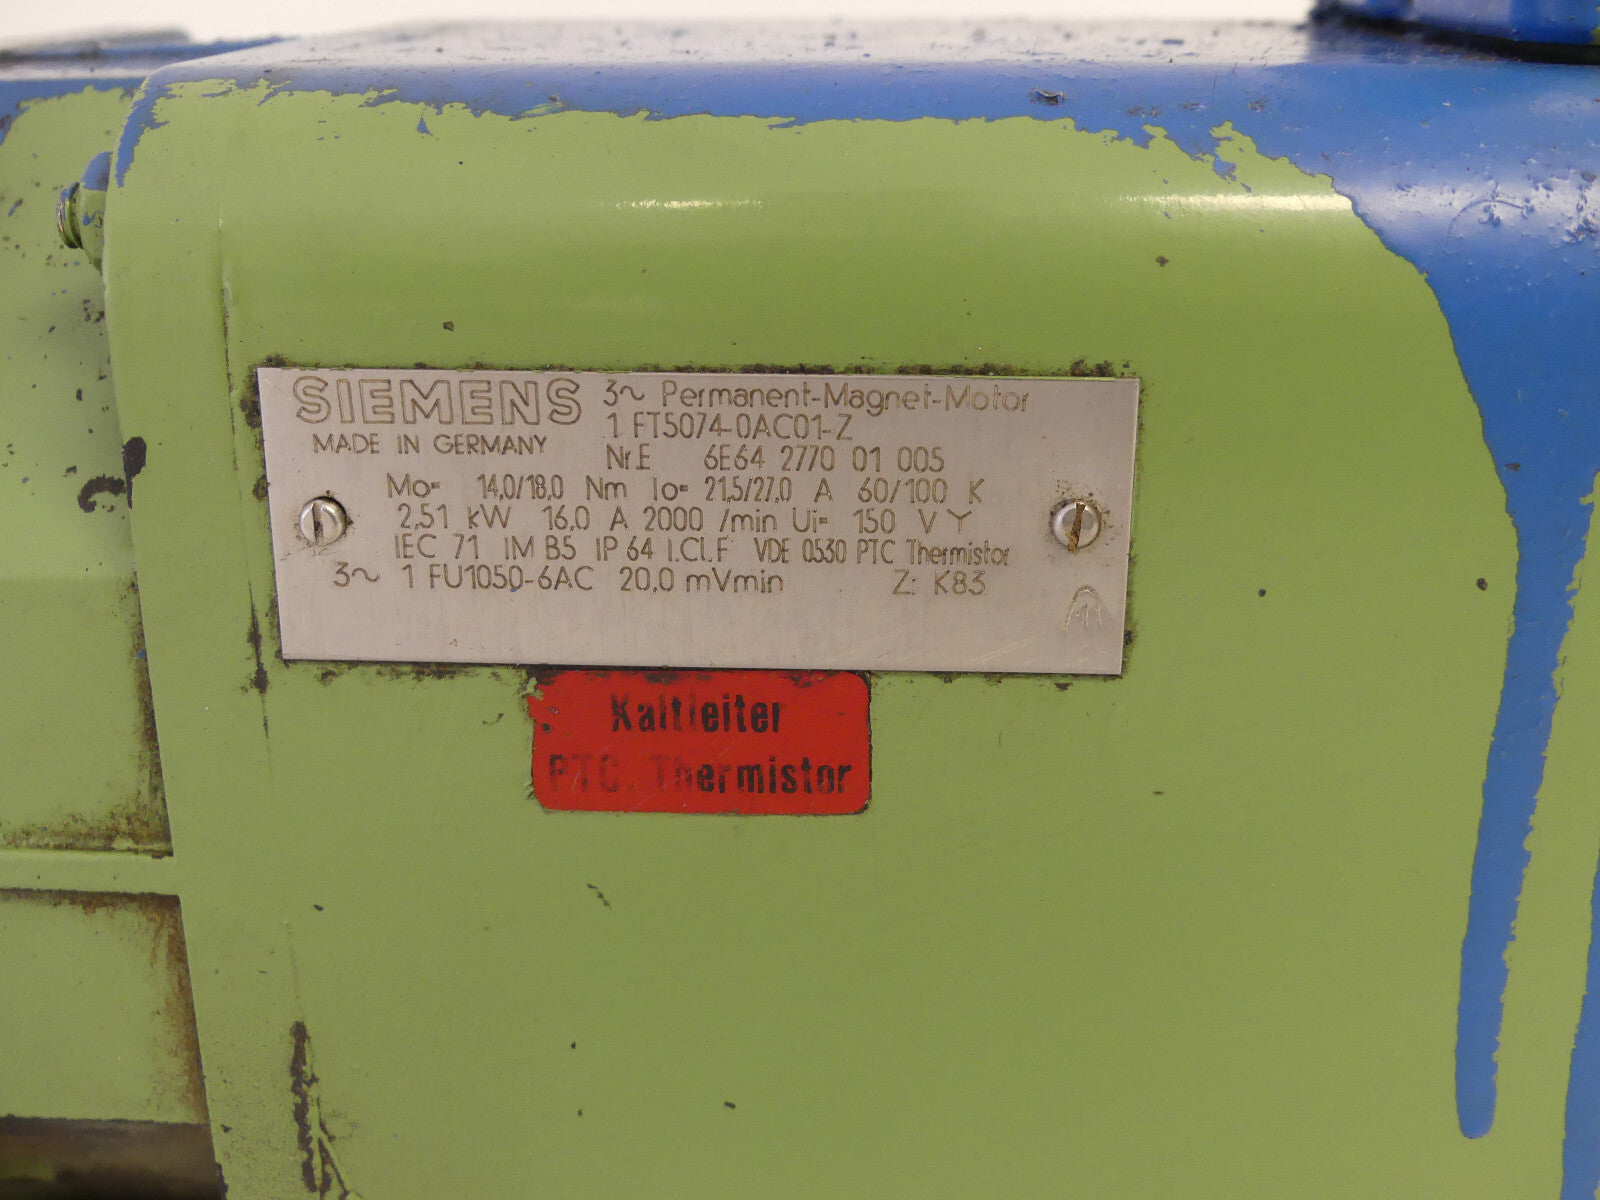 SIEMENS 3~ Permanent-Magnet-Motor
1 FT5074-0AC01-Z
MADE IN GERMANY
Nr.E 6E64 2770 01 005
Mo= 14,0/18,0 Nm Io= 21,5/27,0 A 60/100 K
2,51 kW 16,0 A 2000 /min Ui= 150 V Y
IEC 71 IM B5 IP 64 I.Cl.F VDE 0530 PTC Thermistor
3~ 1 FU1050-6AC 20,0 mVmin Z: K83
Kaltleiter
PTC. Thermistor